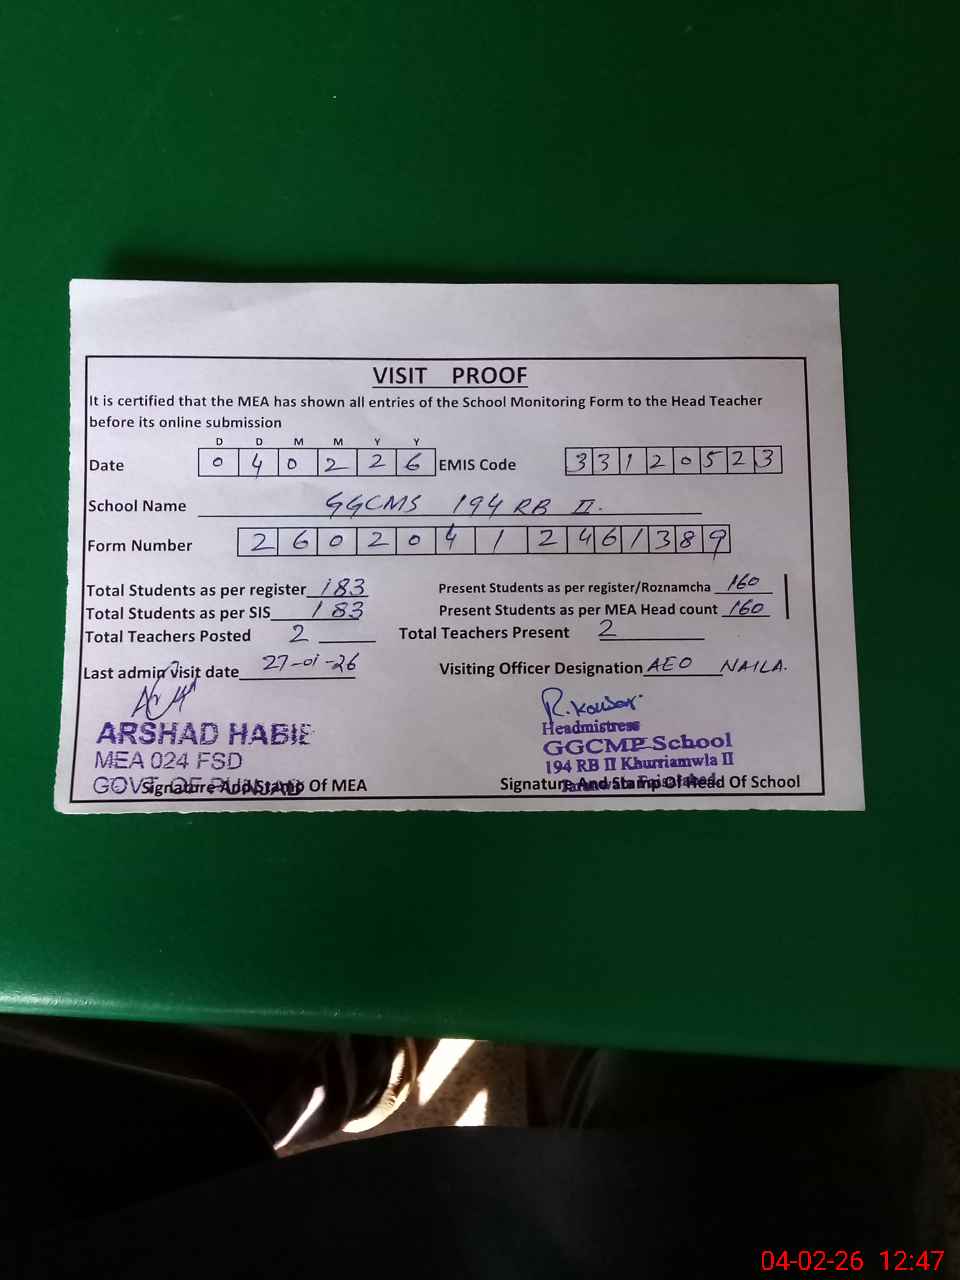 VISIT PROOF
It is certified that the MEA has shown all entries of the School Monitoring Form to the Head Teacher
before its online submission
D D M M Y Y
Date 0 4 0 2 2 6 EMIS Code 3 3 1 2 0 5 2 3
School Name GGCMS 194 RB II.
Form Number 2 6 0 2 0 4 1 2 4 6 1 3 8 9
Total Students as per register 183 Present Students as per register/Roznamcha 160
Total Students as per SIS 183 Present Students as per MEA Head count 160
Total Teachers Posted 2 Total Teachers Present 2
Last admin visit date 27-01-26 Visiting Officer Designation AEO NAILA.
R. Kousar
ARSHAD HABIB Headmistress
MEA 024 FSD GGCMP School
194 RB II Khurriamwla II
GOVT OF PUNJAB
Signature And Stamp Of MEA Signature And Stamp Of Head Of School
04-02-26 12:47